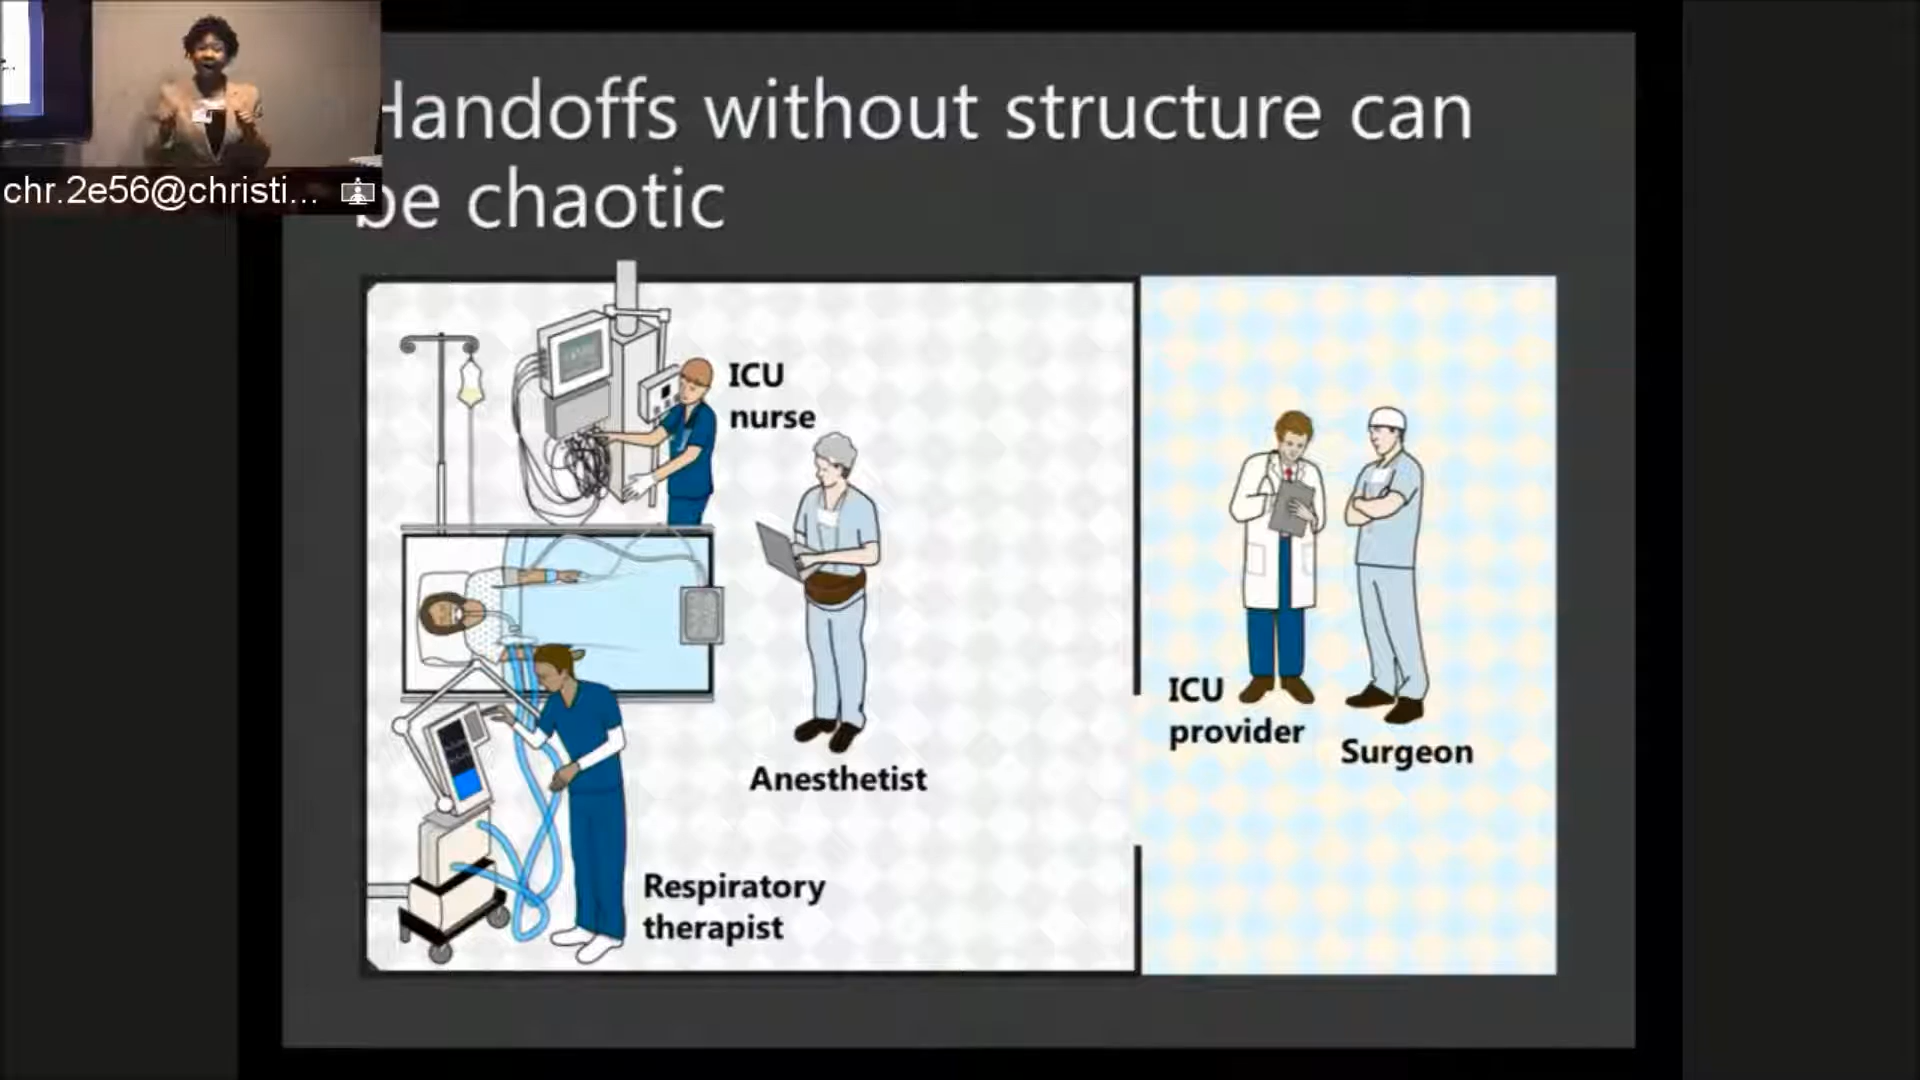 Handoffs without structure can
be chaotic
chr.2e56@christi...
ICU
nurse
Anesthetist
Respiratory
therapist
ICU
provider
Surgeon